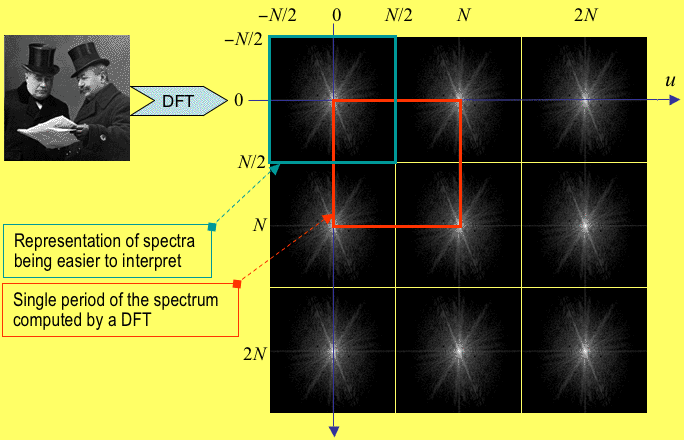 −N/2 0 N/2 N 2N
−N/2
u
DFT
0
N/2
N
Representation of spectra
being easier to interpret
Single period of the spectrum
computed by a DFT
2N